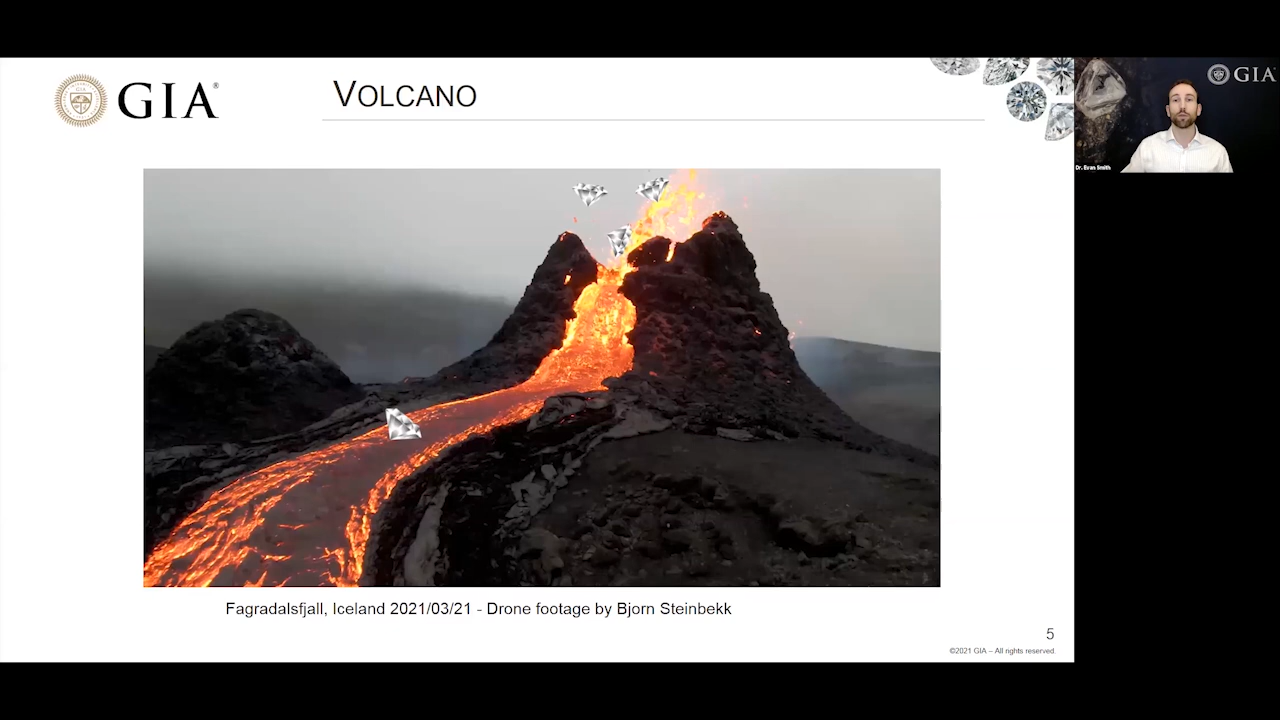 GIA®
VOLCANO
GIA
Dr. Evan Smith
Fagradalsfjall, Iceland 2021/03/21 - Drone footage by Bjorn Steinbekk
5
©2021 GIA – All rights reserved.